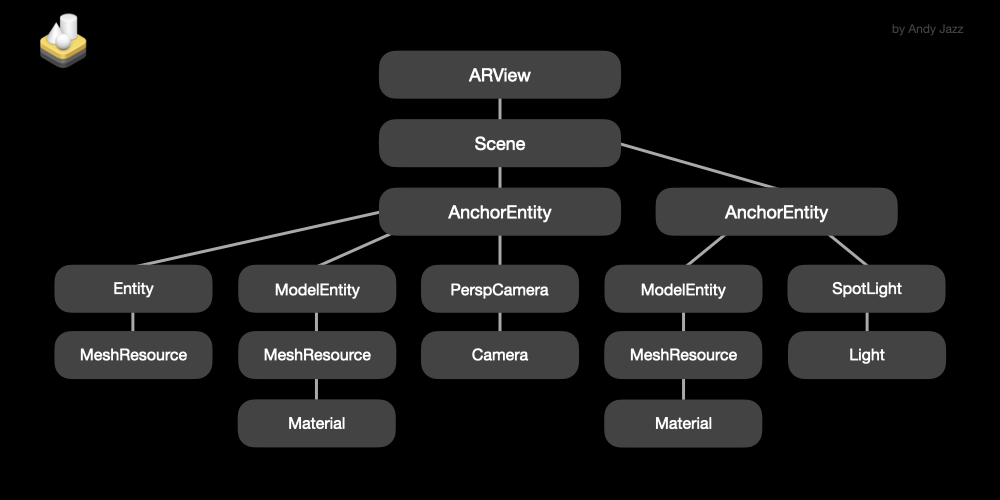 by Andy Jazz
ARView
Scene
AnchorEntity
AnchorEntity
Entity
ModelEntity
PerspCamera
ModelEntity
SpotLight
MeshResource
MeshResource
Camera
MeshResource
Light
Material
Material